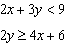 2x + 3y < 9
2y ≥ 4x + 6